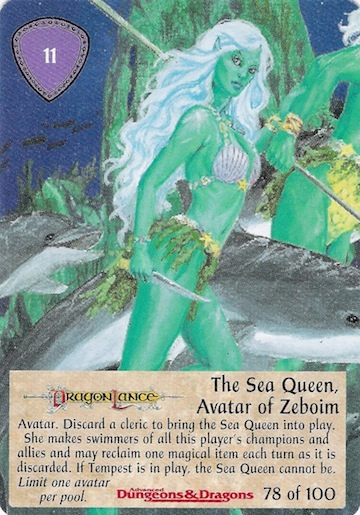 11
The Sea Queen,
DRAGONLANCE
Avatar of Zeboim
Avatar. Discard a cleric to bring the Sea Queen into play.
She makes swimmers of all this player's champions and
allies and may reclaim one magical item each turn as it is
discarded. If Tempest is in play, the Sea Queen cannot be.
Limit one avatar
per pool.
Advanced
Dungeons & Dragons
78 of 100